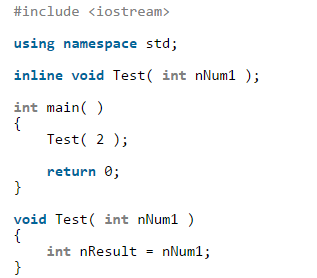 #include <iostream>
using namespace std;
inline void Test( int nNum1 );
int main( )
{
    Test( 2 );
    return 0;
}
void Test( int nNum1 )
{
    int nResult = nNum1;
}